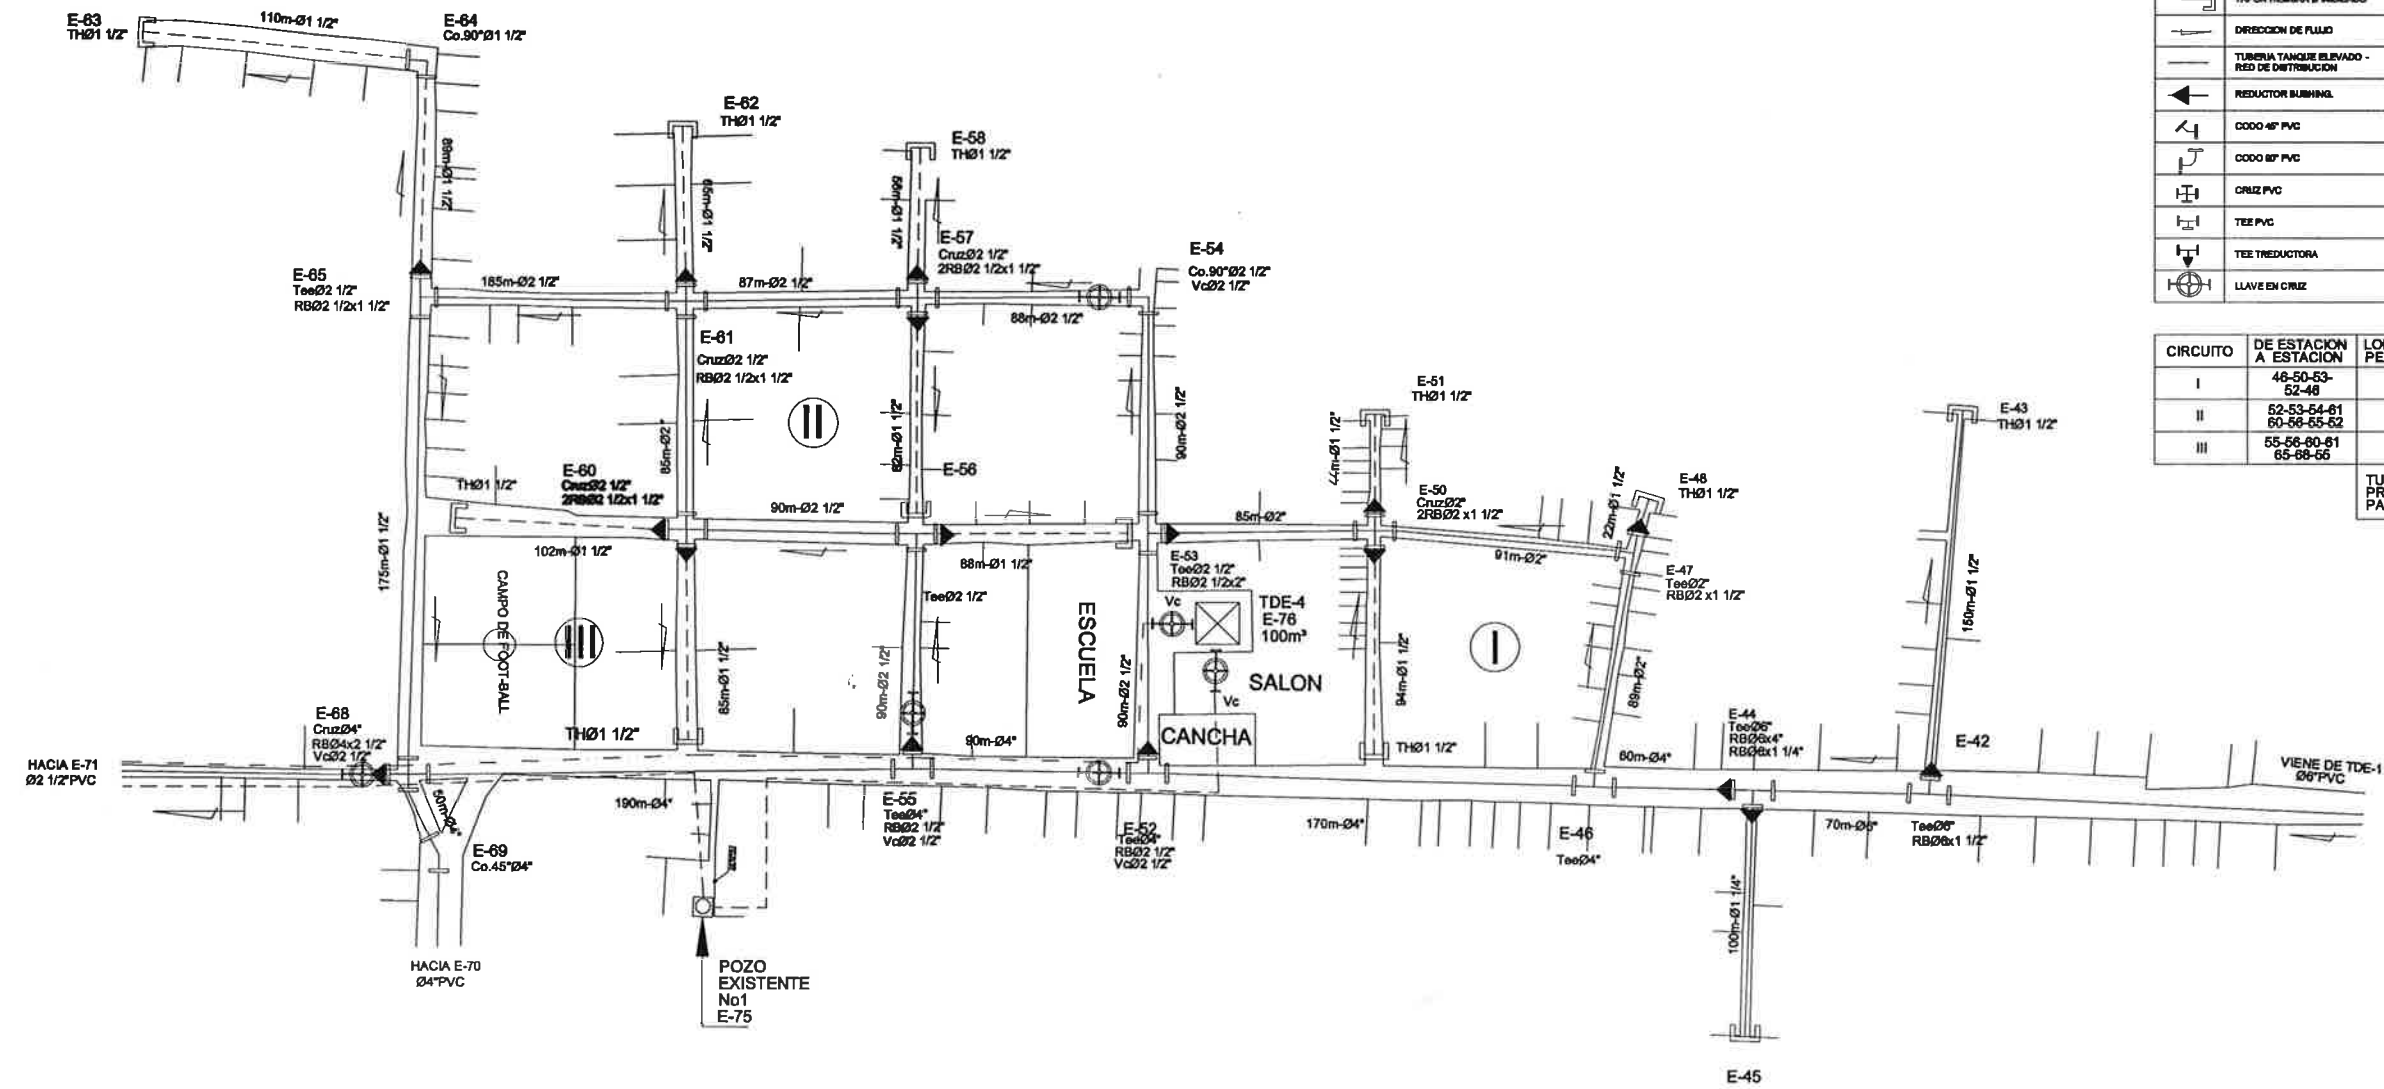 E-63
THØ1 1/2"
110m-Ø1 1/2"
E-64
Co.90°Ø1 1/2"
89m-Ø1 1/2"
E-62
THØ1 1/2"
65m-Ø1 1/2"
E-58
THØ1 1/2"
E-57
CruzØ2 1/2"
2RBØ2 1/2x1 1/2"
E-54
Co.90°Ø2 1/2"
VcØ2 1/2"
E-65
TeeØ2 1/2"
RBØ2 1/2x1 1/2"
185m-Ø2 1/2"
87m-Ø2 1/2"
88m-Ø2 1/2"
E-61
CruzØ2 1/2"
RBØ2 1/2x1 1/2"
II
85m-Ø2"
82m-Ø1 1/2"
90m-Ø2 1/2"
E-56
E-51
THØ1 1/2"
44m-Ø1 1/2"
E-43
THØ1 1/2"
E-60
CruzØ2 1/2"
2RBØ2 1/2x1 1/2"
THØ1 1/2"
90m-Ø2 1/2"
85m-Ø2"
E-50
CruzØ2"
2RBØ2 x1 1/2"
22m-Ø1 1/2"
E-48
THØ1 1/2"
175m-Ø1 1/2"
102m-Ø1 1/2"
88m-Ø1 1/2"
E-53
TeeØ2 1/2"
RBØ2 1/2x2"
91m-Ø2"
E-47
TeeØ2"
RBØ2 x1 1/2"
150m-Ø1 1/2"
CAMPO DE FOOT-BALL
III
TeeØ2 1/2"
ESCUELA
Vc
TDE-4
E-76
100m³
SALON
Vc
CANCHA
I
85m-Ø1 1/2"
90m-Ø2 1/2"
90m-Ø2 1/2"
94m-Ø1 1/2"
89m-Ø2"
THØ1 1/2"
90m-Ø4"
THØ1 1/2"
60m-Ø4"
E-44
TeeØ6"
RBØ6x4"
RBØ6x1 1/4"
E-42
VIENE DE TDE-1
Ø6"PVC
E-68
CruzØ4"
RBØ4x2 1/2"
VcØ2 1/2"
HACIA E-71
Ø2 1/2"PVC
190m-Ø4"
E-55
TeeØ4"
RBØ2 1/2"
VcØ2 1/2"
E-52
TeeØ4"
RBØ2 1/2"
VcØ2 1/2"
170m-Ø4"
E-46
TeeØ4"
70m-Ø6"
TeeØ6"
RBØ6x1 1/2"
E-69
Co.45°Ø4"
100m-Ø1 1/4"
HACIA E-70
Ø4"PVC
POZO
EXISTENTE
No1
E-75
E-45
DIRECCION DE FLUJO
TUBERIA TANQUE ELEVADO -
RED DE DISTRIBUCION
REDUCTOR BUSHING.
CODO 45° PVC
CODO 90° PVC
CRUZ PVC
TEE PVC
TEE TREDUCTORA
LLAVE EN CRUZ
CIRCUITO DE ESTACION
A ESTACION
I 46-50-53-
52-46
II 52-53-54-61
60-56-55-52
III 55-56-60-61
65-68-55